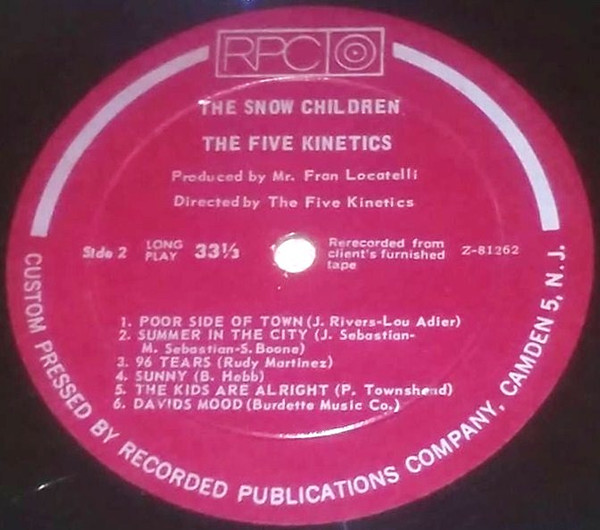 RPC
THE SNOW CHILDREN
THE FIVE KINETICS
Produced by Mr. Fran Locatelli
Directed by The Five Kinetics
Side 2
LONG
PLAY
33⅓
Rerecorded from
client's furnished
tape
Z-81262
1. POOR SIDE OF TOWN (J. Rivers-Lou Adier)
2. SUMMER IN THE CITY (J. Sebastian-
M. Sebastian-S. Boone)
3. 96 TEARS (Rudy Martinez)
4. SUNNY (B. Hebb)
5. THE KIDS ARE ALRIGHT (P. Townshend)
6. DAVIDS MOOD (Burdette Music Co.)
CUSTOM PRESSED BY RECORDED PUBLICATIONS COMPANY, CAMDEN 5, N. J.